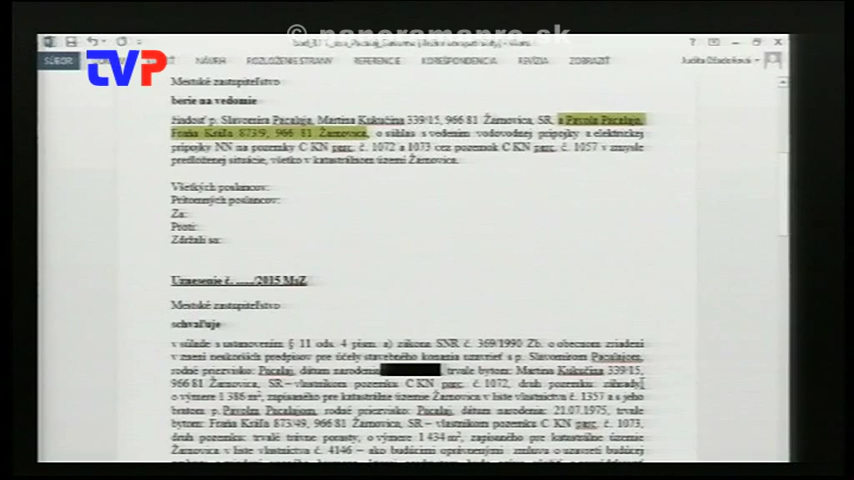 © panoramapro.sk
TVP
SÚBOR NÁVRH ROZLOŽENIE STRANY REFERENCIE KOREŠPONDENCIA REVÍZIA ZOBRAZIŤ
Mestské zastupiteľstvo
berie na vedomie
žiadosť p. Slavomíra Pacalaja, Martina Kukučína 339/15, 966 81 Žarnovica, SR, a Pavola Pacalaja,
Fraňa Kráľa 873/9, 966 81 Žarnovica, o súhlas s vedením vodovodnej prípojky a elektrickej
prípojky NN na pozemky C KN parc. č. 1072 a 1073 cez pozemok C KN parc. č. 1057 v zmysle
predloženej situácie, všetko v katastrálnom území Žarnovica.
Všetkých poslancov:
Prítomných poslancov:
Za:
Proti:
Zdržali sa:
Uznesenie č. ...../2015 MsZ
Mestské zastupiteľstvo
schvaľuje
v súlade s ustanovením § 11 ods. 4 písm. a) zákona SNR č. 369/1990 Zb. o obecnom zriadení
v znení neskorších predpisov pre účely stavebného konania uzavrieť s p. Slavomírom Pacalajom,
rodné priezvisko: Pacalaj, dátum narodenia: trvale bytom: Martina Kukučína 339/15,
966 81 Žarnovica, SR – vlastníkom pozemku C KN parc. č. 1072, druh pozemku: záhrady
o výmere 1 386 m², zapísaného pre katastrálne územie Žarnovica v liste vlastníctva č. 1357 a s jeho
bratom p. Pavolom Pacalajom, rodné priezvisko: Pacalaj, dátum narodenia: 21.07.1975, trvale
bytom: Fraňa Kráľa 873/49, 966 81 Žarnovica, SR – vlastníkom pozemku C KN parc. č. 1073,
druh pozemku: trvalé trávne porasty, o výmere 1 434 m², zapísaného pre katastrálne územie
Žarnovica v liste vlastníctva č. 4146 – ako budúcimi oprávnenými zmluvu o uzavretí budúcej